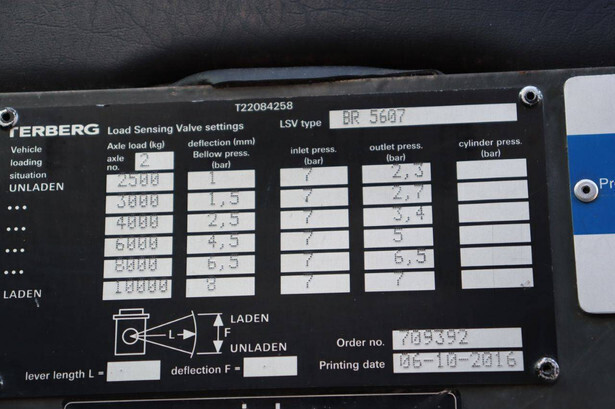 T22084258
TERBERG Load Sensing Valve settings LSV type BR 5607
Vehicle loading situation
Axle load (kg) axle no. 2
deflection (mm) Bellow press. (bar)
inlet press. (bar)
outlet press. (bar)
cylinder press. (bar)
UNLADEN 2500 1 7 2,3
... 3000 1,5 7 2,7
... 4000 2,5 7 3,4
... 6000 4,5 7 5
... 8000 6,5 7 6,5
LADEN 10000 8 7 7
LADEN
L F
UNLADEN
Order no. 709392
lever length L = deflection F = Printing date 06-10-2016